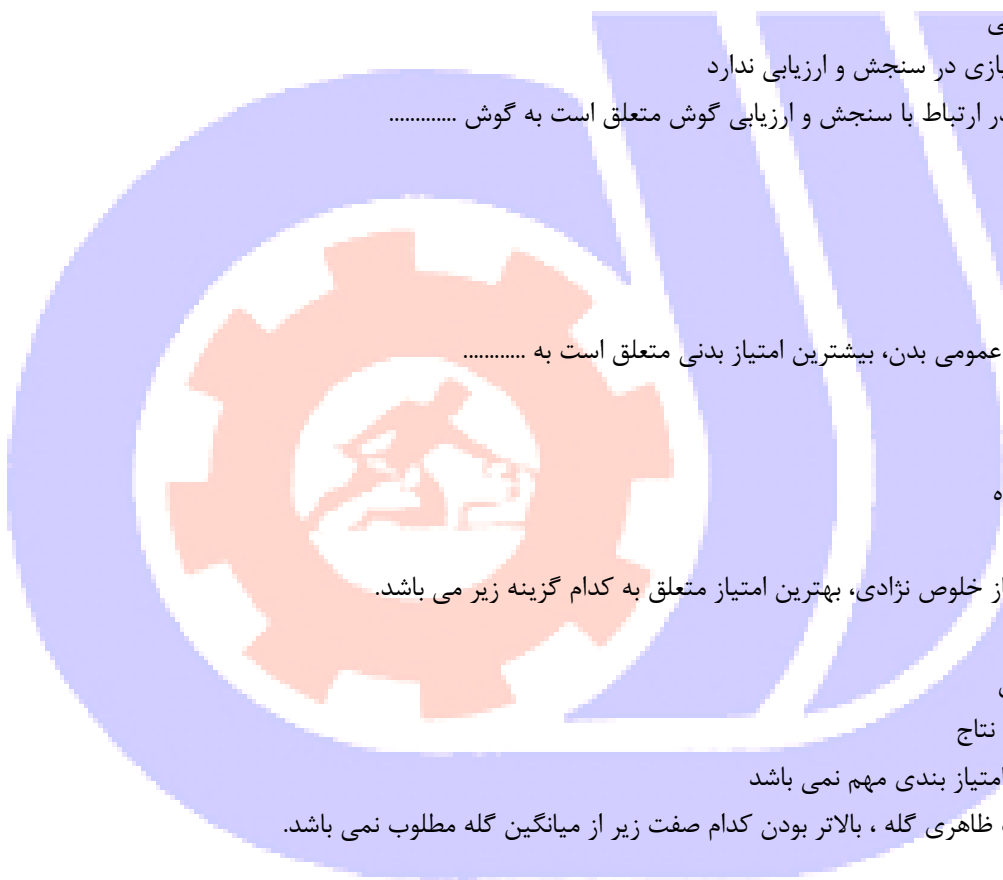 ی
بازی در سنجش و ارزیابی ندارد
در ارتباط با سنجش و ارزیابی گوش متعلق است به گوش .............
عمومی بدن، بیشترین امتیاز بدنی متعلق است به ............
ه
از خلوص نژادی، بهترین امتیاز متعلق به کدام گزینه زیر می باشد.
نتاج
امتیاز بندی مهم نمی باشد
ظاهری گله ، بالاتر بودن کدام صفت زیر از میانگین گله مطلوب نمی باشد.